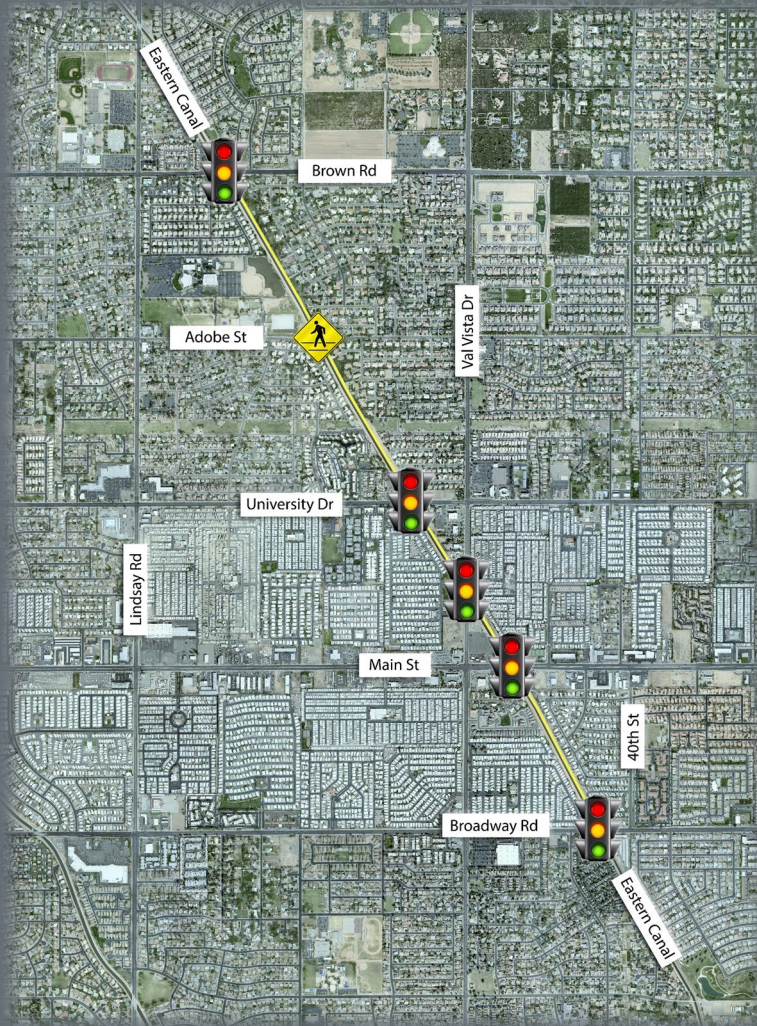 Eastern Canal
Brown Rd
Val Vista Dr
Adobe St
University Dr
Lindsay Rd
Main St
40th St
Broadway Rd
Eastern Canal